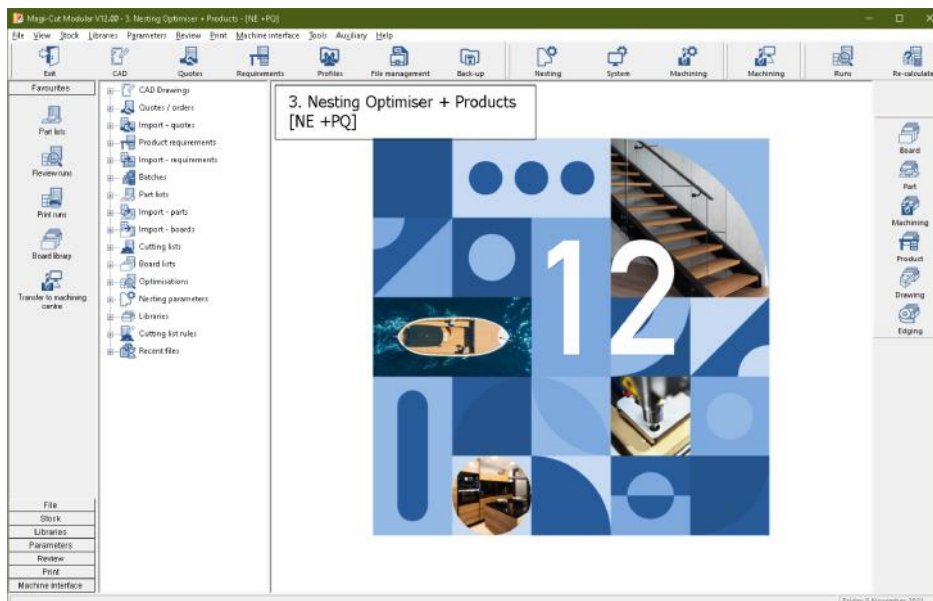 Magi-Cut Modular V12.00 - 3. Nesting Optimiser + Products - [NE +PQ]
File View Stock Libraries Parameters Review Print Machine interface Tools Auxiliary Help
Exit CAD Quotes Requirements Profiles File management Back-up Nesting System Machining Machining Runs Re-calculate
Favourites
Part lists
Review runs
Print runs
Board library
Transfer to machining
centre
File
Stock
Libraries
Parameters
Review
Print
Machine interface
CAD Drawings
Quotes / orders
Import - quotes
Product requirements
Import - requirements
Batches
Part lists
Import - parts
Import - boards
Cutting lists
Board lists
Optimisations
Nesting parameters
Libraries
Cutting list rules
Recent files
3. Nesting Optimiser + Products
[NE +PQ]
12
Board
Part
Machining
Product
Drawing
Edging